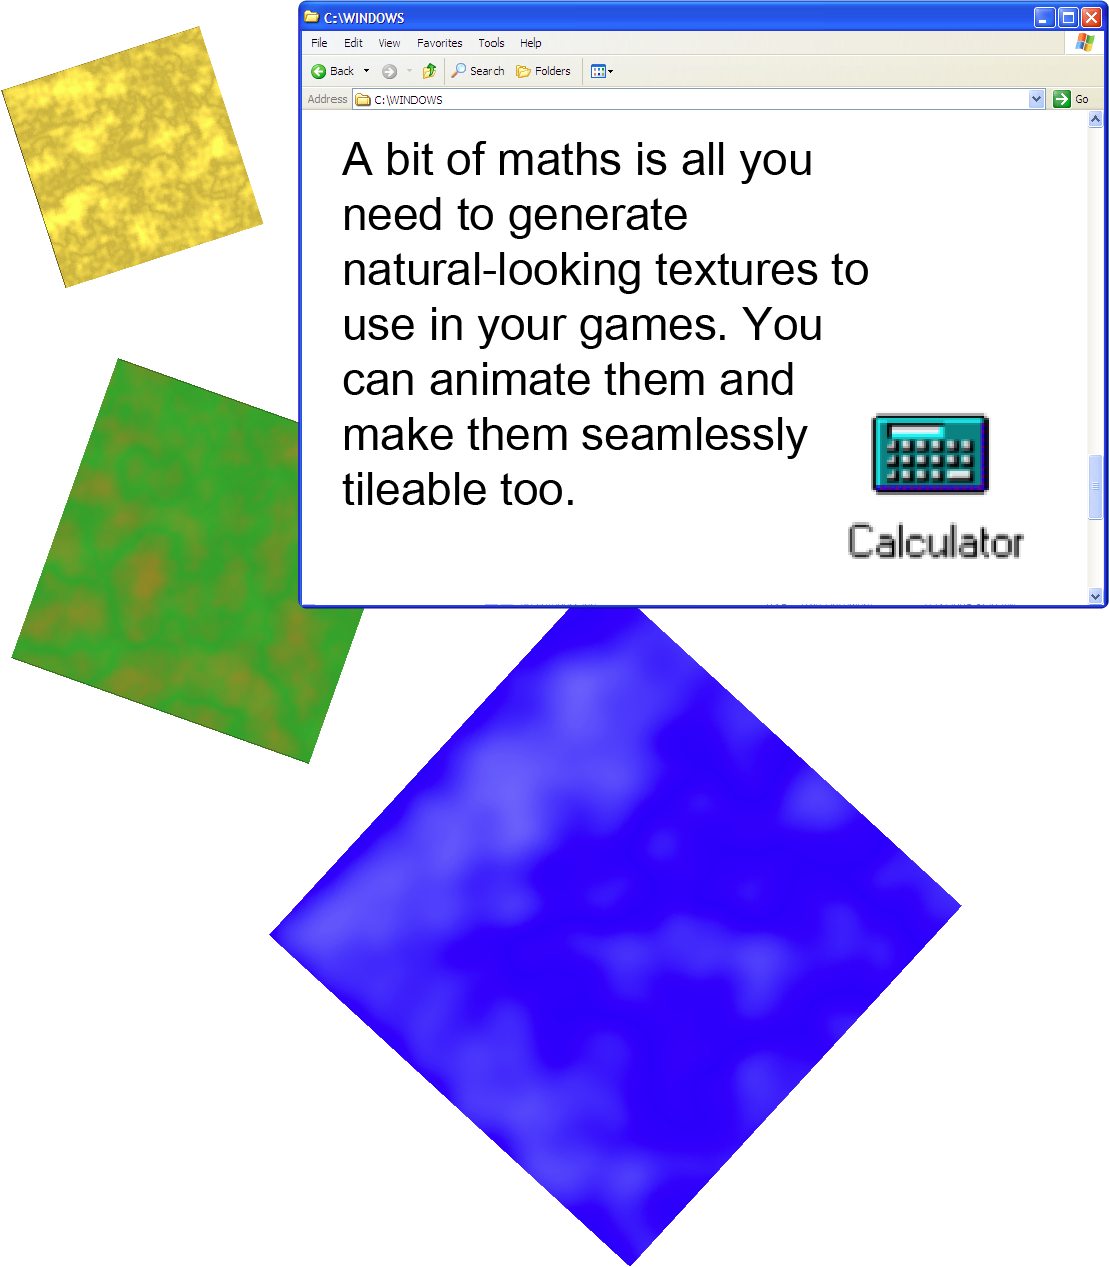 C:\WINDOWS
File Edit View Favorites Tools Help
Back Search Folders
Address C:\WINDOWS Go
A bit of maths is all you
need to generate
natural-looking textures to
use in your games. You
can animate them and
make them seamlessly
tileable too.
Calculator